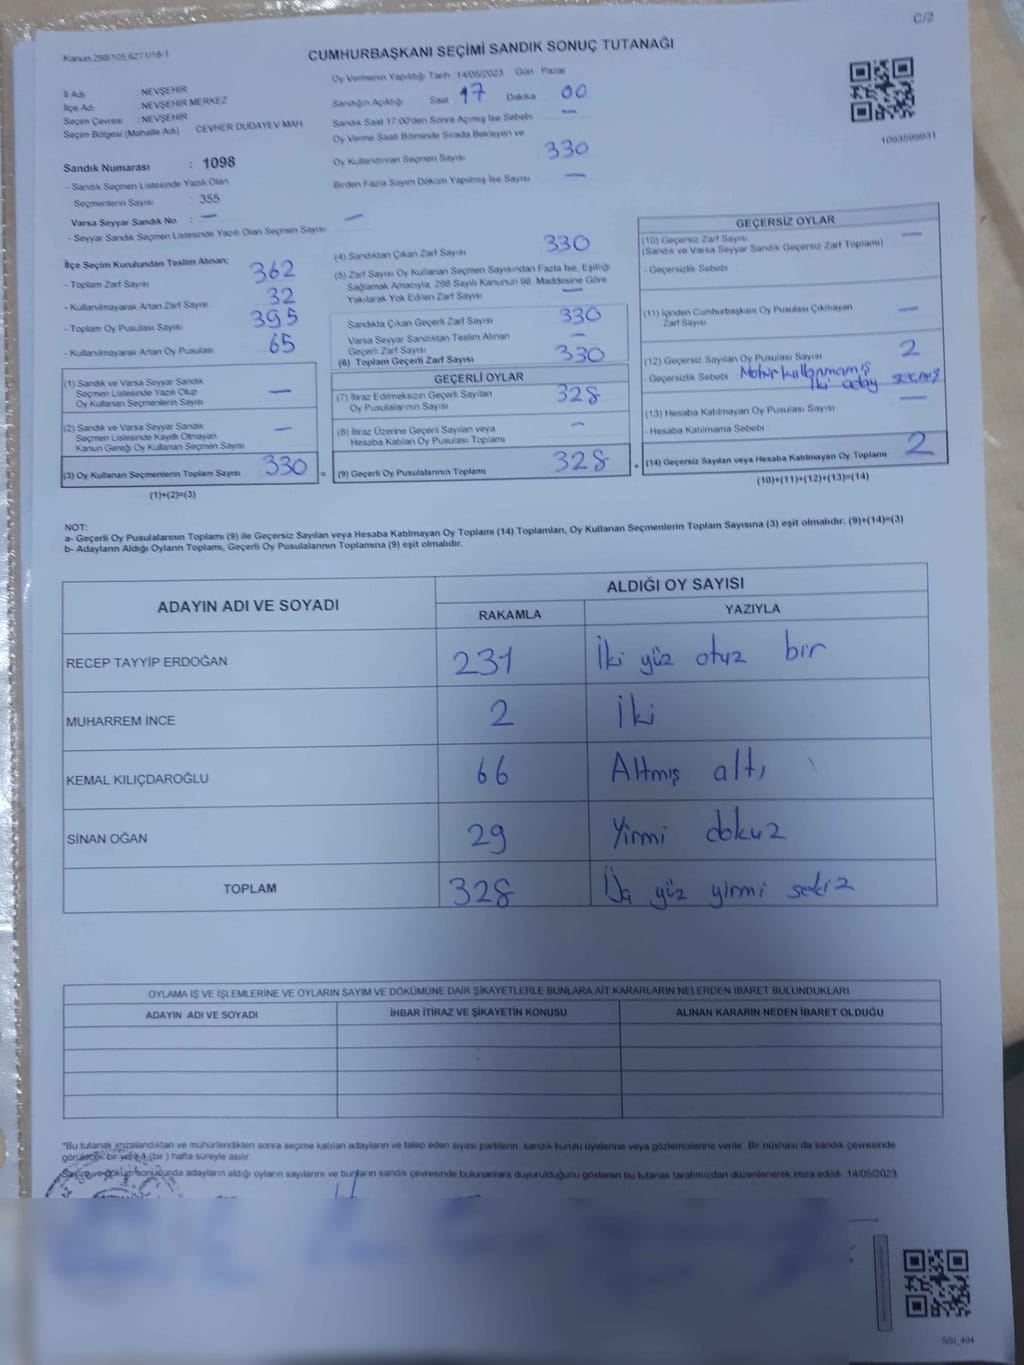 C/2
Kanun:298/105,6271/18-1
CUMHURBAŞKANI SEÇİMİ SANDIK SONUÇ TUTANAĞI
Oy Vermenin Yapıldığı Tarih : 14/05/2023 Gün : Pazar
İl Adı NEVŞEHİR
İlçe Adı NEVŞEHİR MERKEZ
Seçim Çevresi : NEVŞEHİR
Seçim Bölgesi (Mahalle Adı) CEVHER DUDAYEV MAH
Sandığın Açıldığı Saat 17 Dakika 00
Sandık Saat 17:00'den Sonra Açılmış İse Sebebi —
Oy Verme Saati Bitiminde Sırada Bekleyen ve
Oy Kullandırılan Seçmen Sayısı 330
Birden Fazla Sayım Döküm Yapılmış İse Sayısı —
1093599931
Sandık Numarası : 1098
- Sandık Seçmen Listesinde Yazılı Olan
Seçmenlerin Sayısı : 355
Varsa Seyyar Sandık No : —
- Seyyar Sandık Seçmen Listesinde Yazılı Olan Seçmen Sayısı —
İlçe Seçim Kurulundan Teslim Alınan;
- Toplam Zarf Sayısı 362
- Kullanılmayarak Artan Zarf Sayısı 32
- Toplam Oy Pusulası Sayısı 395
- Kullanılmayarak Artan Oy Pusulası 65
(1) Sandık ve Varsa Seyyar Sandık
Seçmen Listesinde Yazılı Olup
Oy Kullanan Seçmenlerin Sayısı —
(2) Sandık ve Varsa Seyyar Sandık
Seçmen Listesinde Kayıtlı Olmayan
Kanun Gereği Oy Kullanan Seçmen Sayısı —
(3) Oy Kullanan Seçmenlerin Toplam Sayısı 330 =
(1)+(2)=(3)
(4) Sandıktan Çıkan Zarf Sayısı 330
(5) Zarf Sayısı Oy Kullanan Seçmen Sayısından Fazla İse, Eşitliği
Sağlamak Amacıyla, 298 Sayılı Kanunun 98. Maddesine Göre
Yakılarak Yok Edilen Zarf Sayısı —
Sandıkta Çıkan Geçerli Zarf Sayısı 330
Varsa Seyyar Sandıktan Teslim Alınan
Geçerli Zarf Sayısı —
(6) Toplam Geçerli Zarf Sayısı 330
GEÇERLİ OYLAR
(7) İtiraz Edilmeksizin Geçerli Sayılan
Oy Pusulalarının Sayısı 328
(8) İtiraz Üzerine Geçerli Sayılan veya
Hesaba Katılan Oy Pusulası Toplamı —
(9) Geçerli Oy Pusulalarının Toplamı 328 +
GEÇERSİZ OYLAR
(10) Geçersiz Zarf Sayısı —
(Sandık ve Varsa Seyyar Sandık Geçersiz Zarf Toplamı)
- Geçersizlik Sebebi :
(11) İçinden Cumhurbaşkanı Oy Pusulası Çıkmayan
Zarf Sayısı —
(12) Geçersiz Sayılan Oy Pusulası Sayısı 2
- Geçersizlik Sebebi : Mühür kullanmamış
iki aday seçmiş
(13) Hesaba Katılmayan Oy Pusulası Sayısı —
- Hesaba Katılmama Sebebi :
(14) Geçersiz Sayılan veya Hesaba Katılmayan Oy Toplamı 2
(10)+(11)+(12)+(13)=(14)
NOT:
a- Geçerli Oy Pusulalarının Toplamı (9) ile Geçersiz Sayılan veya Hesaba Katılmayan Oy Toplamı (14) Toplamları, Oy Kullanan Seçmenlerin Toplam Sayısına (3) eşit olmalıdır. (9)+(14)=(3)
b- Adayların Aldığı Oyların Toplamı, Geçerli Oy Pusulalarının Toplamına (9) eşit olmalıdır.
ADAYIN ADI VE SOYADI ALDIĞI OY SAYISI
RAKAMLA YAZIYLA
RECEP TAYYİP ERDOĞAN 231 İki yüz otuz bir
MUHARREM İNCE 2 İki
KEMAL KILIÇDAROĞLU 66 Altmış altı
SİNAN OĞAN 29 Yirmi dokuz
TOPLAM 328 Üç yüz yirmi sekiz
OYLAMA İŞ VE İŞLEMLERİNE VE OYLARIN SAYIM VE DÖKÜMÜNE DAİR ŞİKAYETLERLE BUNLARA AİT KARARLARIN NELERDEN İBARET BULUNDUKLARI
ADAYIN ADI VE SOYADI İHBAR İTİRAZ VE ŞİKAYETİN KONUSU ALINAN KARARIN NEDEN İBARET OLDUĞU
*Bu tutanak imzalandıktan ve mühürlendikten sonra seçime katılan adayların ve talep eden siyasi partilerin sandık kurulu üyelerine veya gözlemcilerine verilir. Bir nüshası da sandık çevresinde
görülecek bir yere 1 (bir) hafta süreyle asılır.
sonucunda adayların aldığı oyların sayılarını ve bunların sandık çevresinde bulunanlara duyurulduğunu gösteren bu tutanak tarafımızdan düzenlenerek imza edildi. 14/05/2023
SSI_404